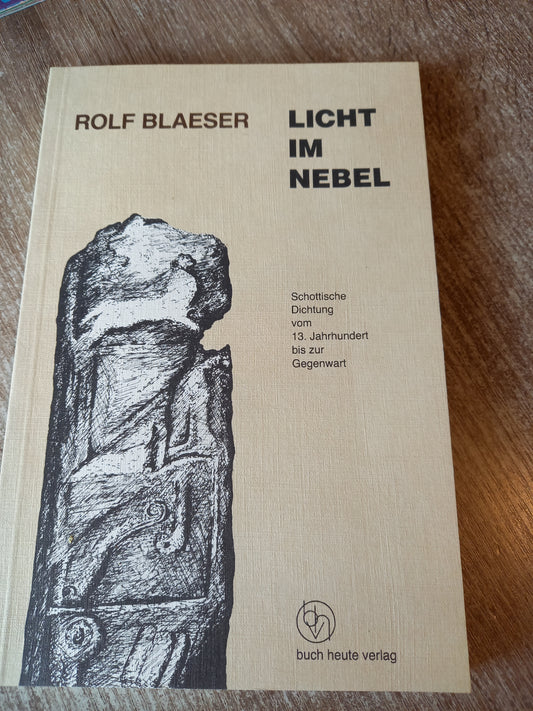 ROLF BLAESER
LICHT
IM
NEBEL
Schottische
Dichtung
vom
13. Jahrhundert
bis zur
Gegenwart
buch heute verlag